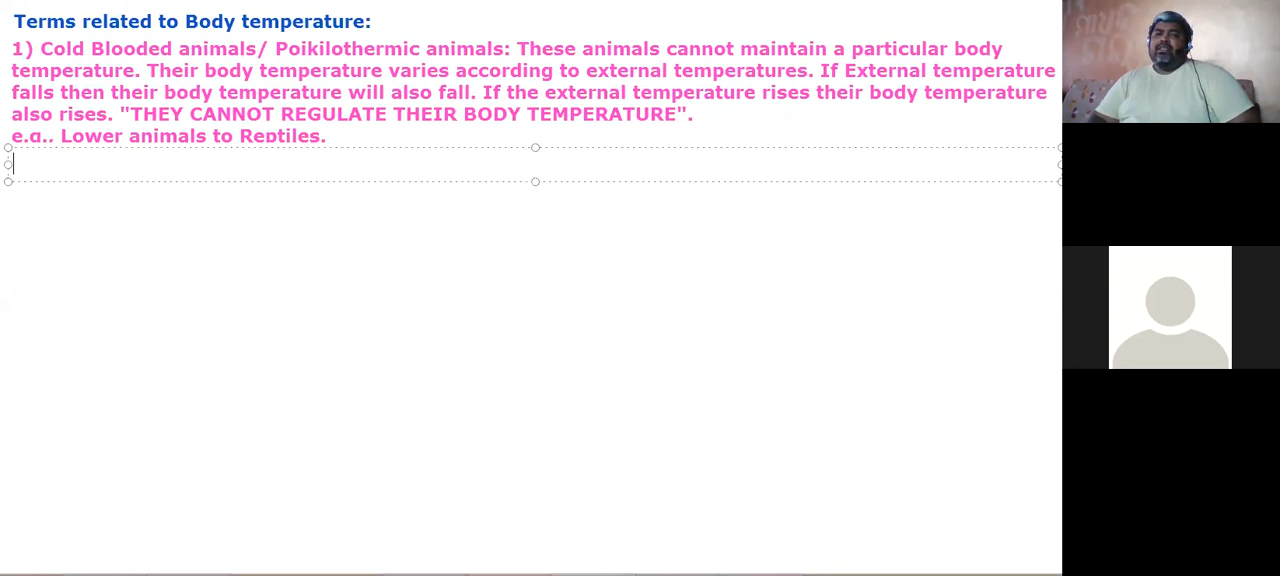 Terms related to Body temperature:
1) Cold Blooded animals/ Poikilothermic animals: These animals cannot maintain a particular body
temperature. Their body temperature varies according to external temperatures. If External temperature
falls then their body temperature will also fall. If the external temperature rises their body temperature
also rises. "THEY CANNOT REGULATE THEIR BODY TEMPERATURE".
e.g., Lower animals to Reptiles.